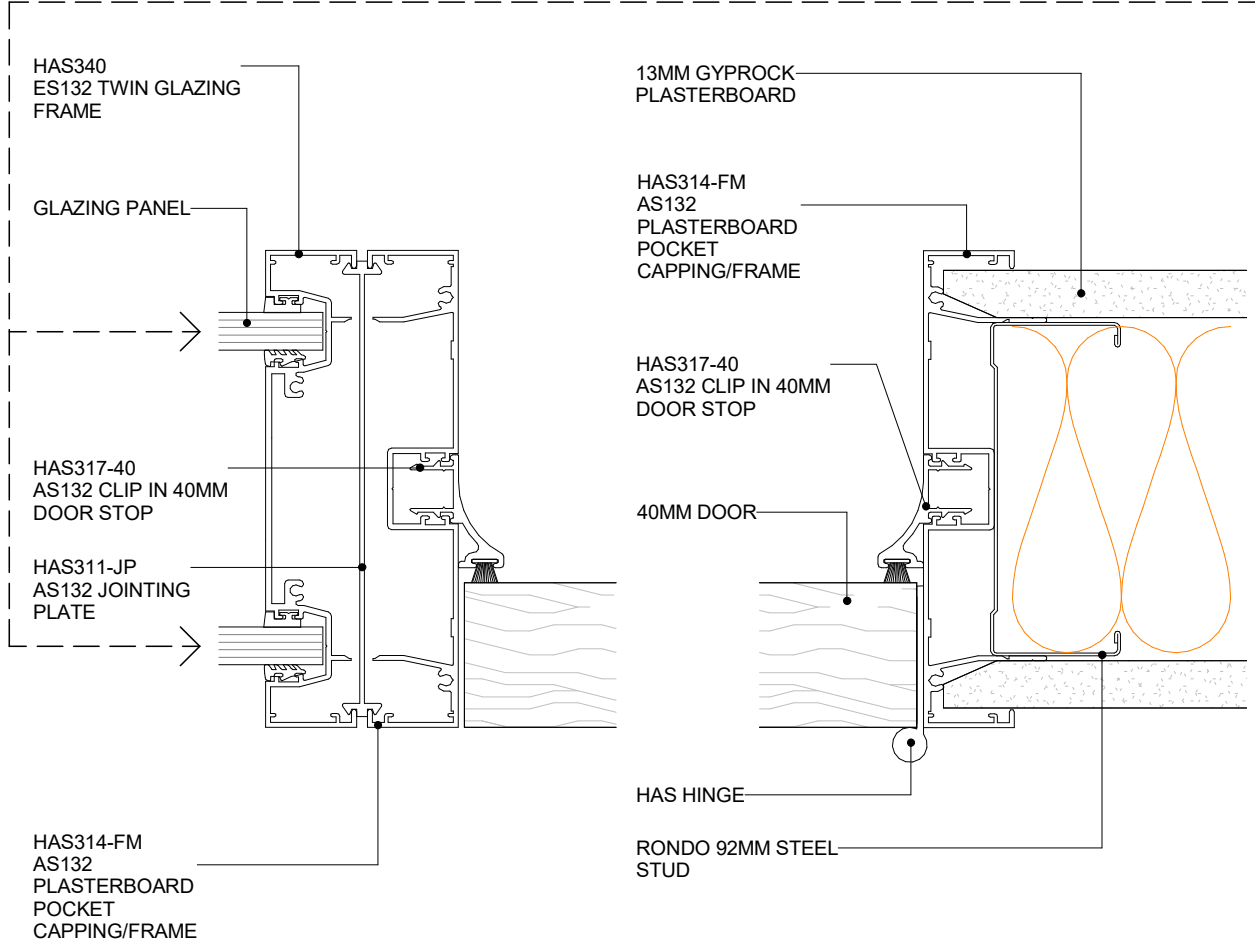 HAS340
ES132 TWIN GLAZING
FRAME
GLAZING PANEL
HAS317-40
AS132 CLIP IN 40MM
DOOR STOP
HAS311-JP
AS132 JOINTING
PLATE
HAS314-FM
AS132
PLASTERBOARD
POCKET
CAPPING/FRAME
13MM GYPROCK
PLASTERBOARD
HAS314-FM
AS132
PLASTERBOARD
POCKET
CAPPING/FRAME
HAS317-40
AS132 CLIP IN 40MM
DOOR STOP
40MM DOOR
HAS HINGE
RONDO 92MM STEEL
STUD